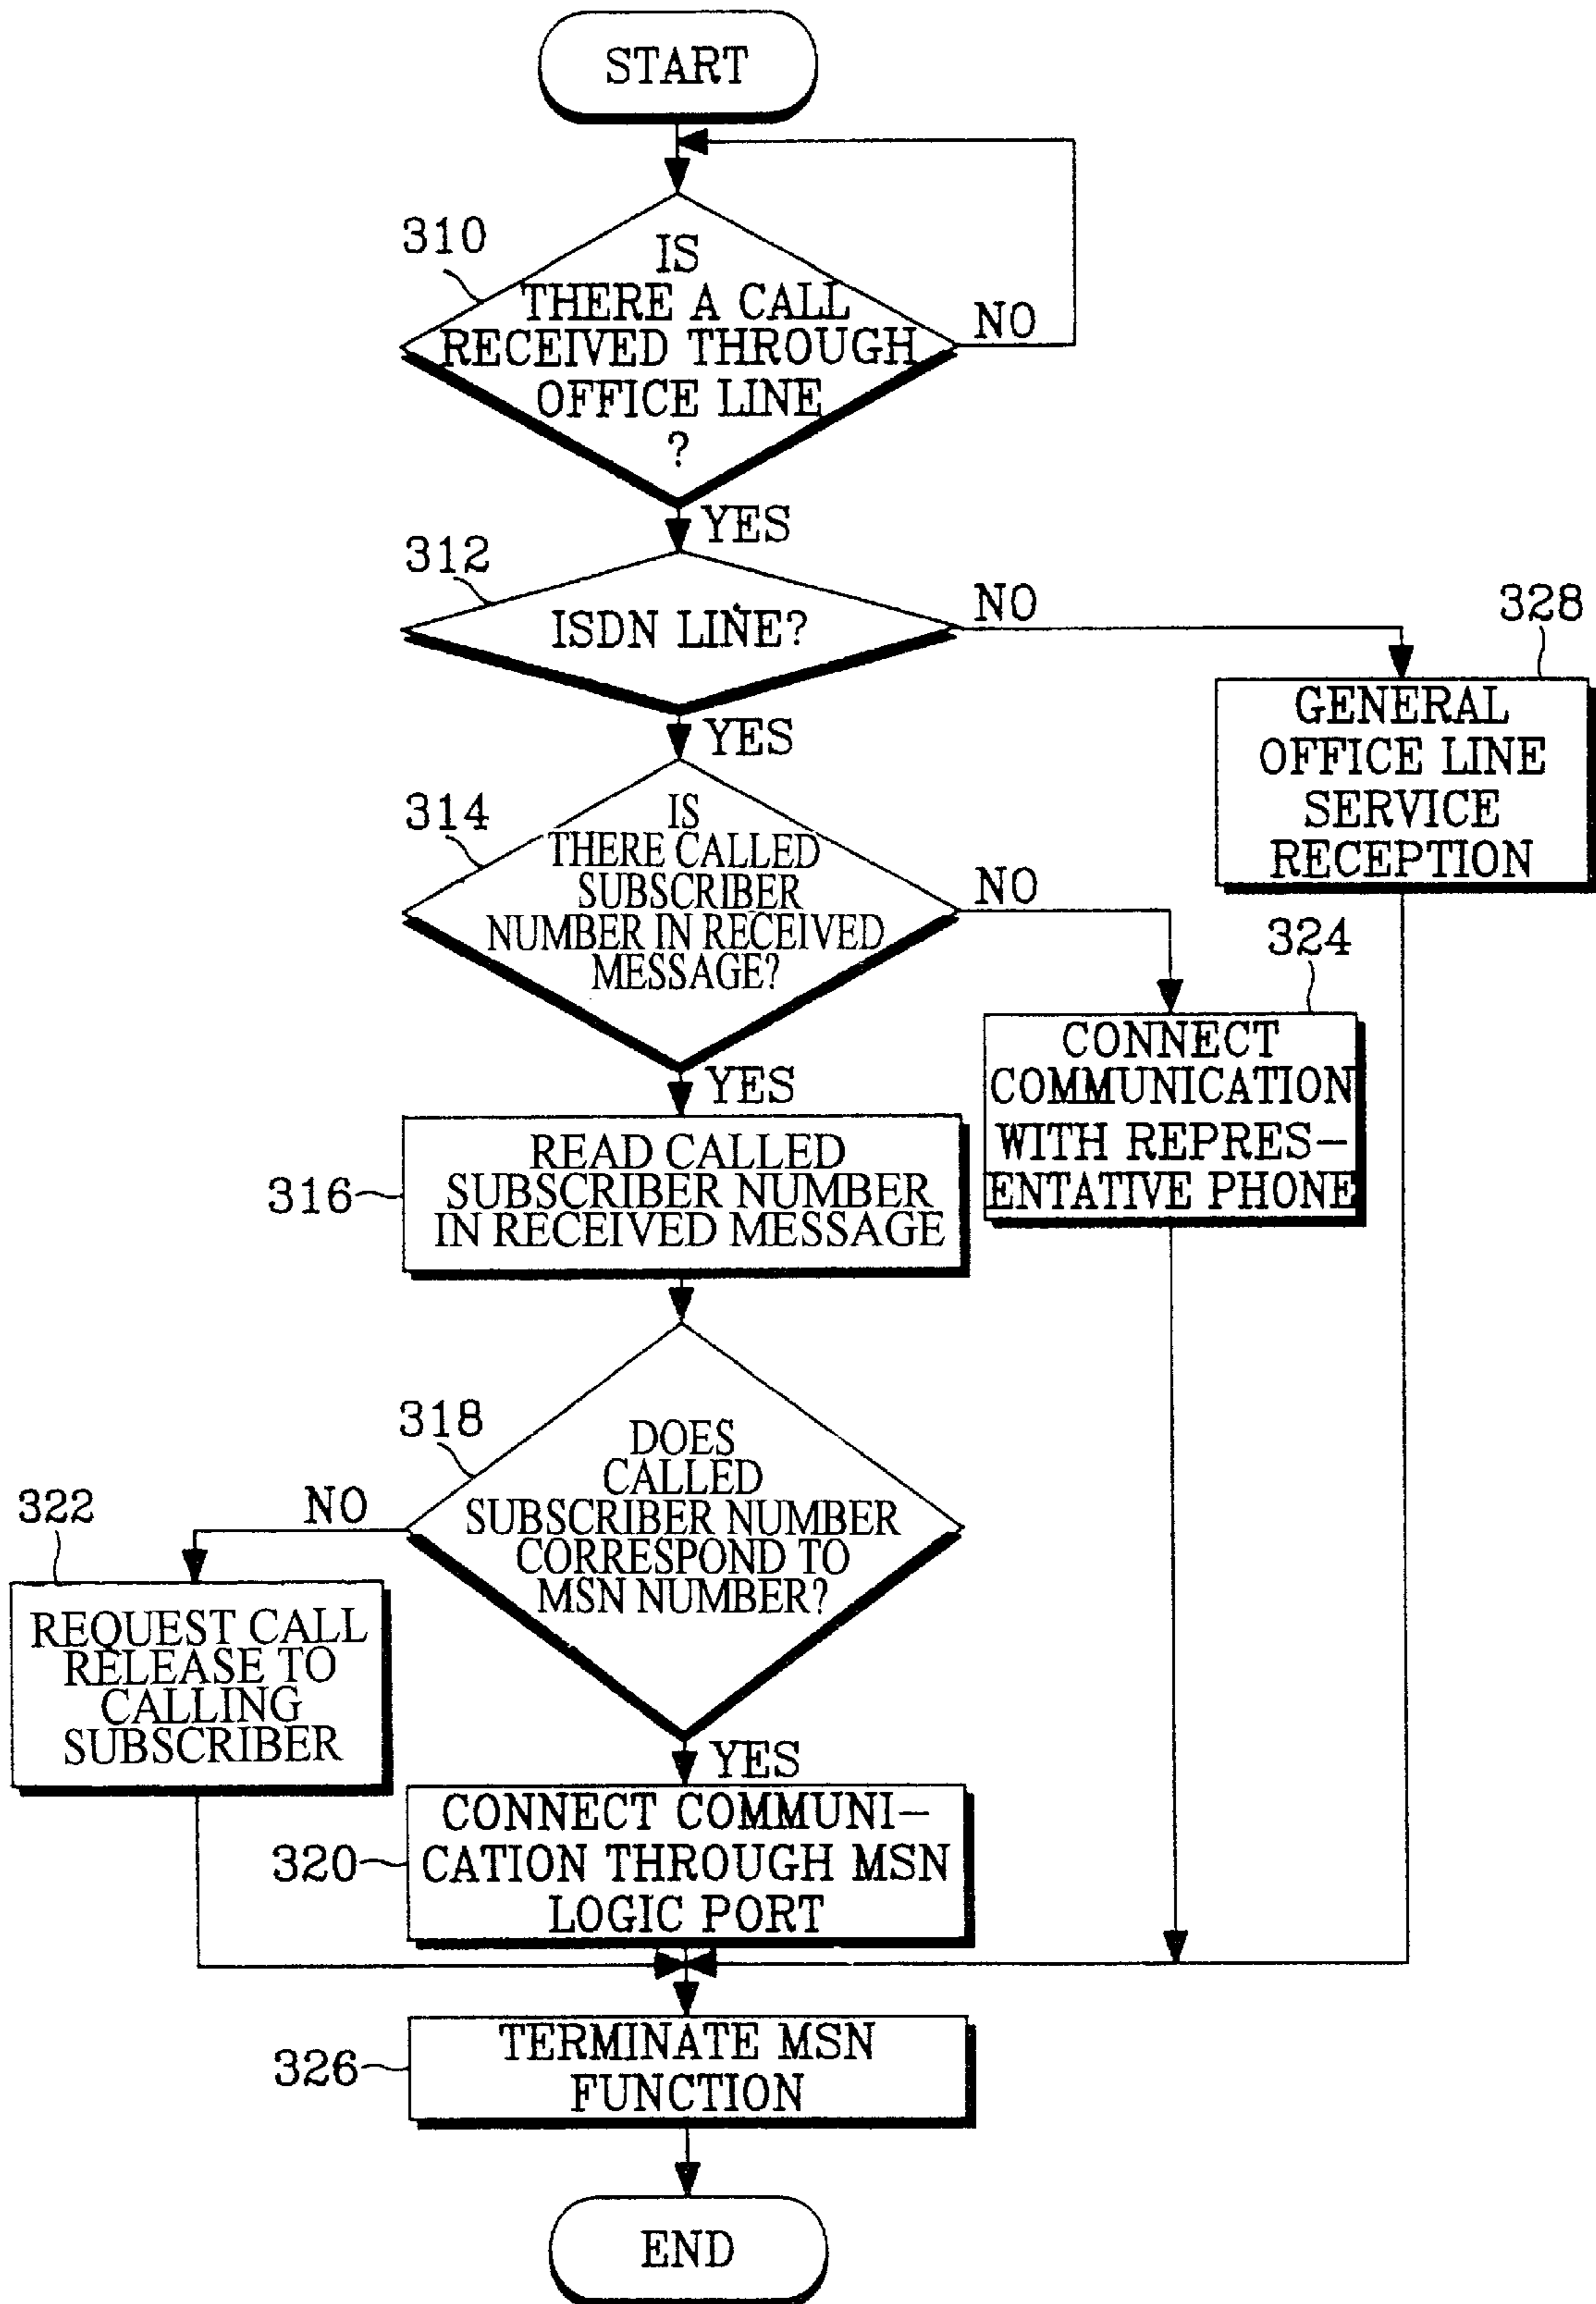 START
310
IS
THERE A CALL
RECEIVED THROUGH
OFFICE LINE
?
NO
YES
312
ISDN LINE?
NO
328
GENERAL
OFFICE LINE
SERVICE
RECEPTION
YES
314
IS
THERE CALLED
SUBSCRIBER
NUMBER IN RECEIVED
MESSAGE?
NO
324
CONNECT
COMMUNICATION
WITH REPRES-
ENTATIVE PHONE
YES
316
READ CALLED
SUBSCRIBER NUMBER
IN RECEIVED MESSAGE
318
DOES
CALLED
SUBSCRIBER NUMBER
CORRESPOND TO
MSN NUMBER?
NO
322
REQUEST CALL
RELEASE TO
CALLING
SUBSCRIBER
YES
320
CONNECT COMMUNI-
CATION THROUGH MSN
LOGIC PORT
326
TERMINATE MSN
FUNCTION
END